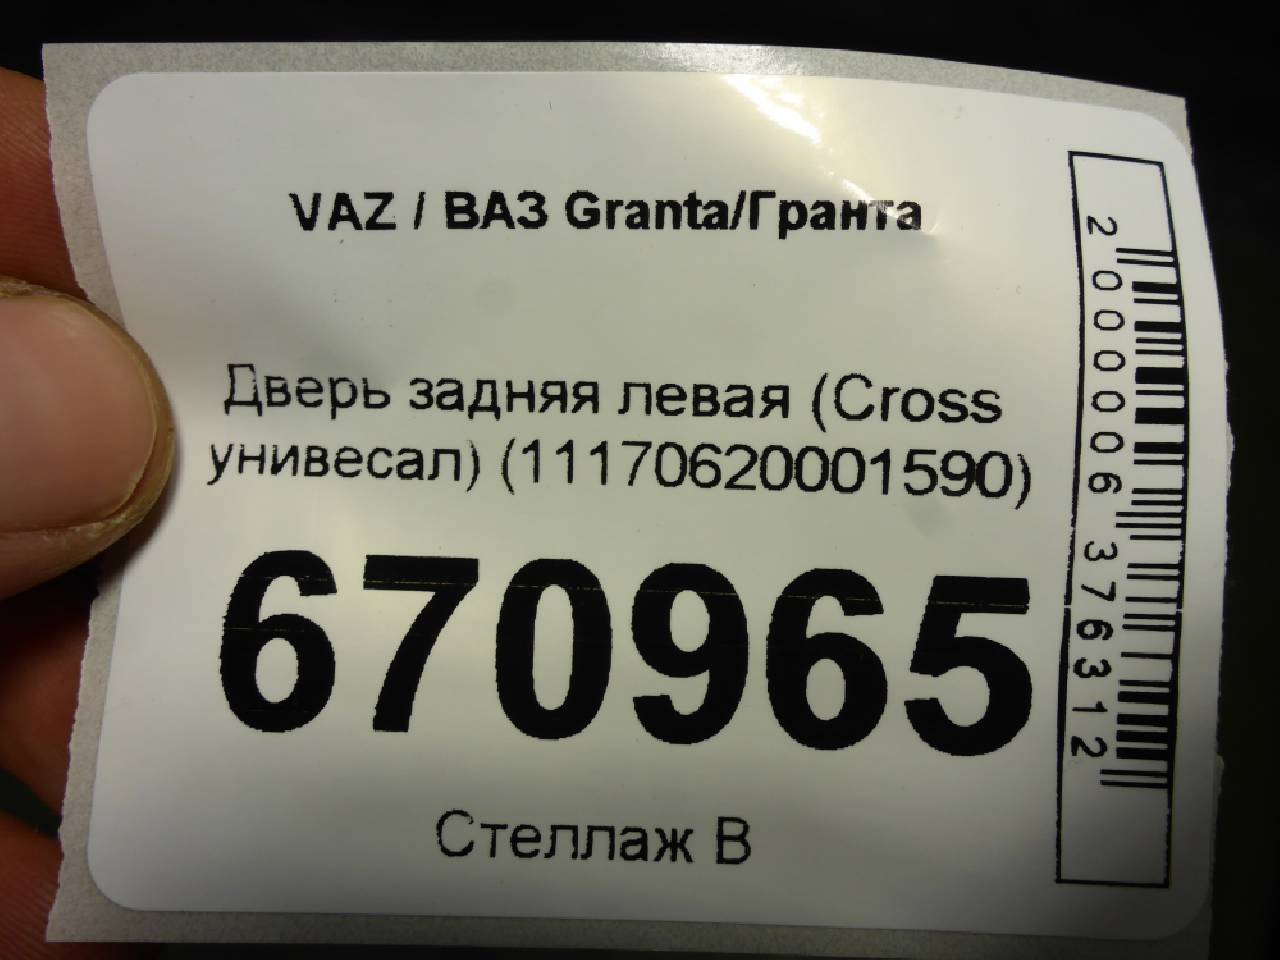 VAZ / ВАЗ Granta/Гранта
Дверь задняя левая (Cross
унивесал) (11170620001590)
670965
Стеллаж В
2000006376312